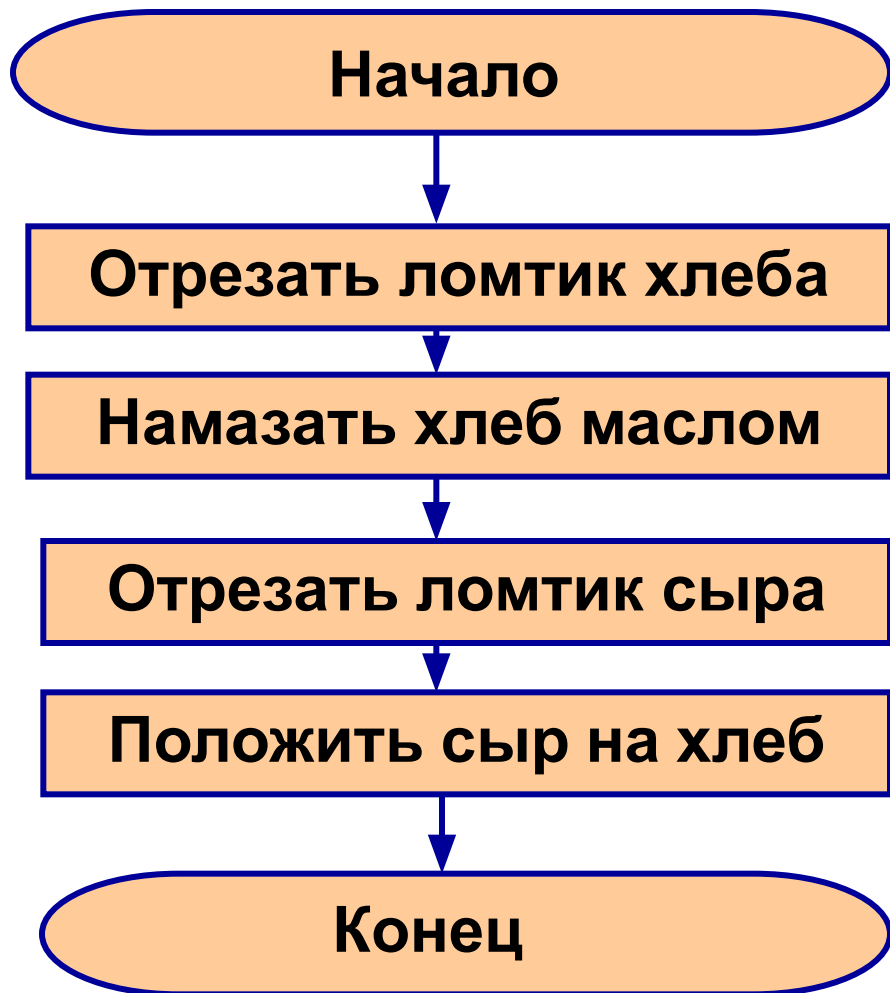 Начало
Отрезать ломтик хлеба
Намазать хлеб маслом
Отрезать ломтик сыра
Положить сыр на хлеб
Конец